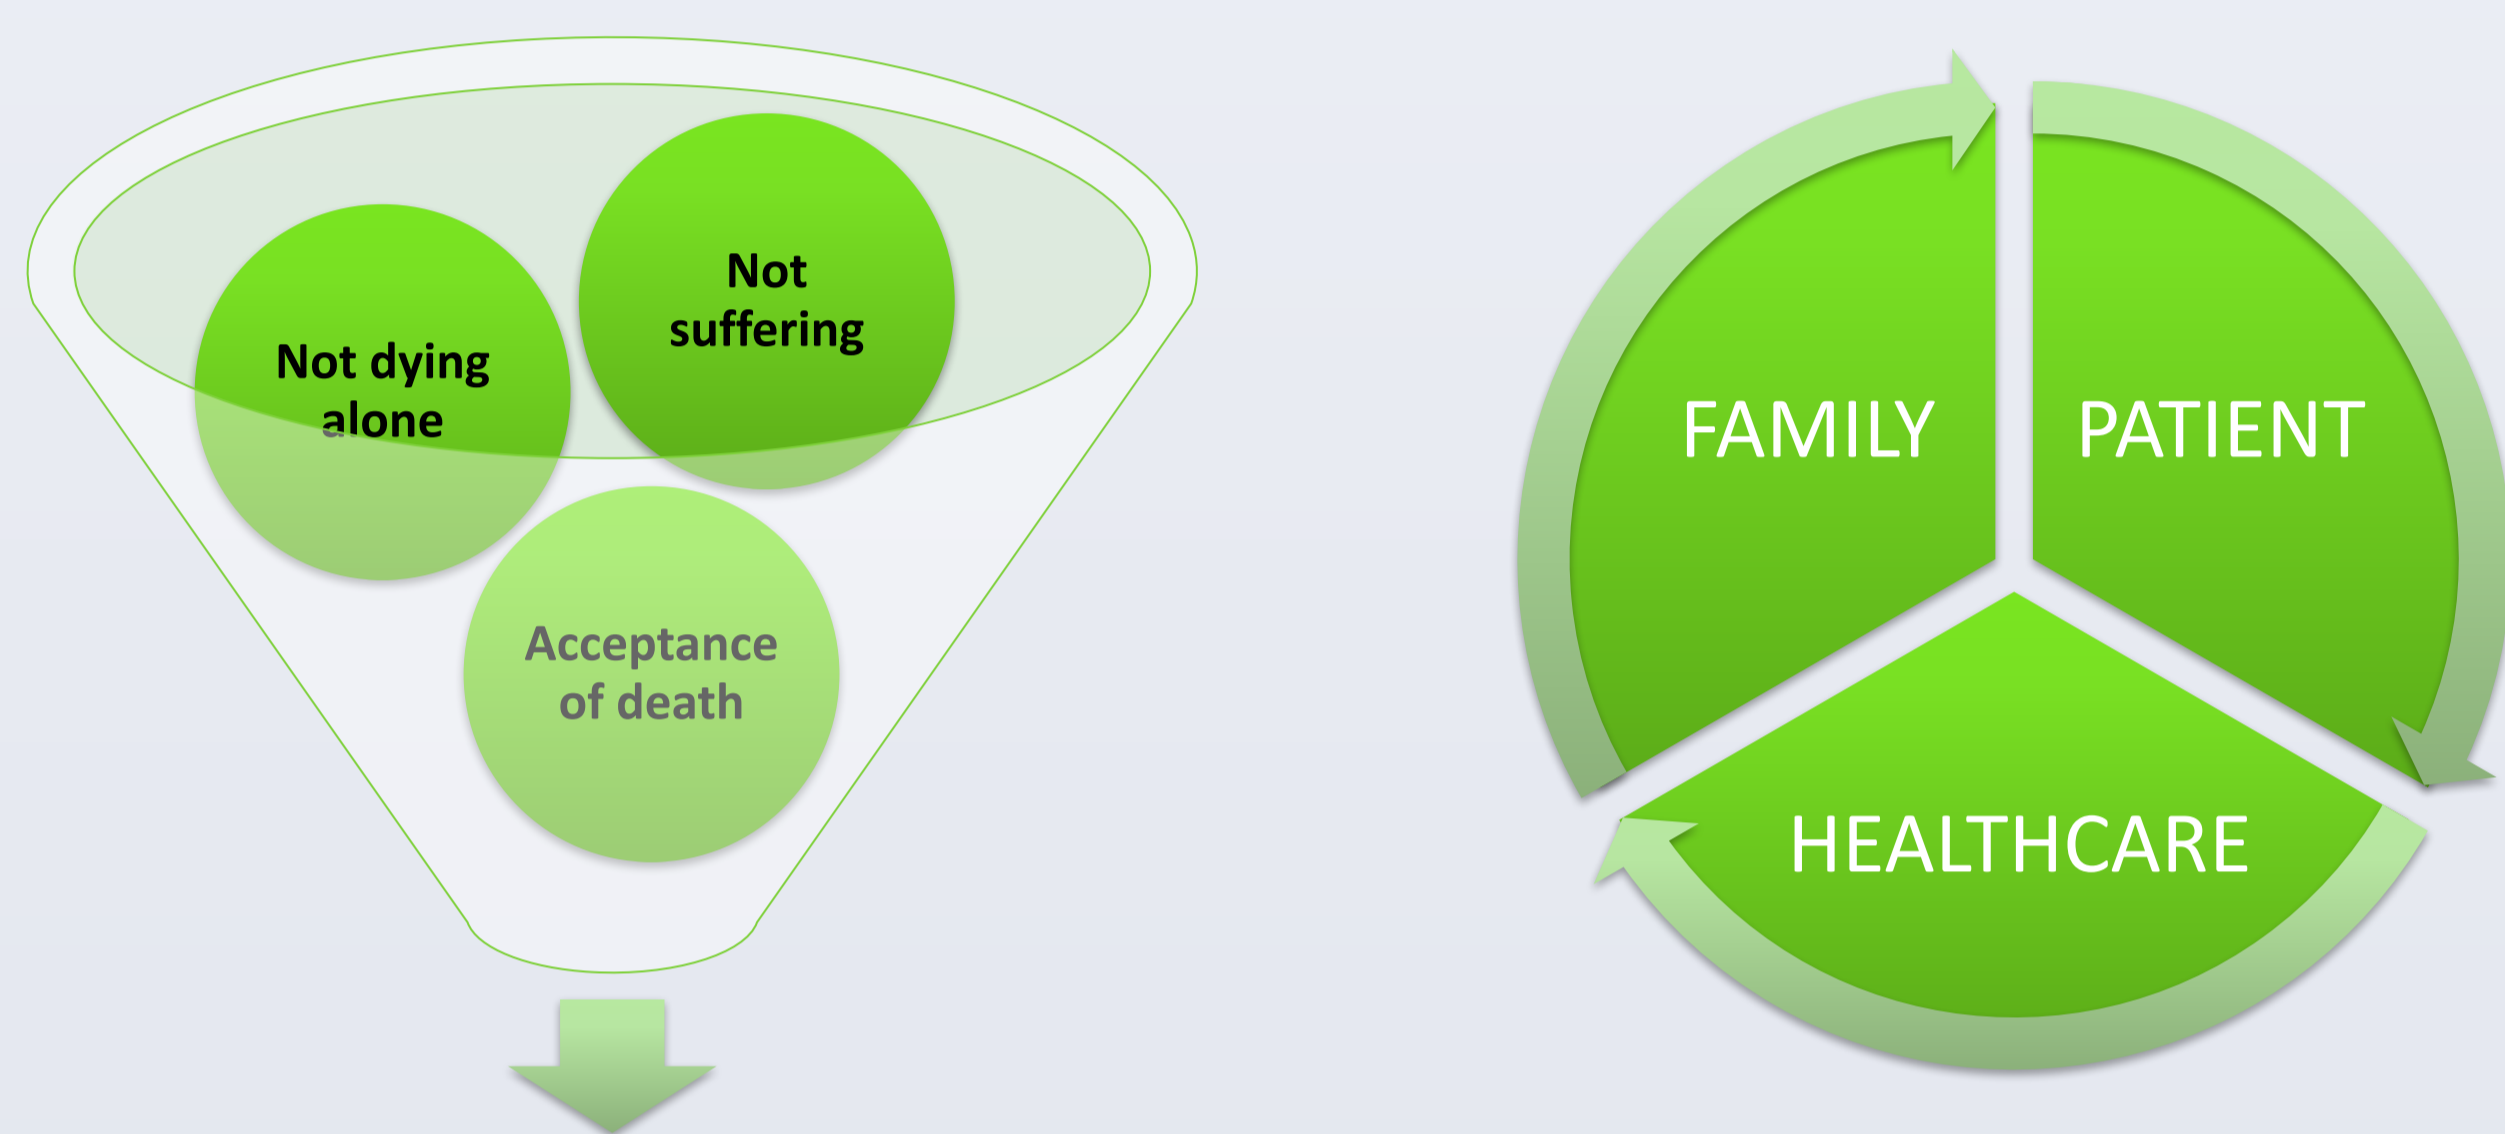 Not dying
alone
Not
suffering
Acceptance
of death
FAMILY
PATIENT
HEALTHCARE